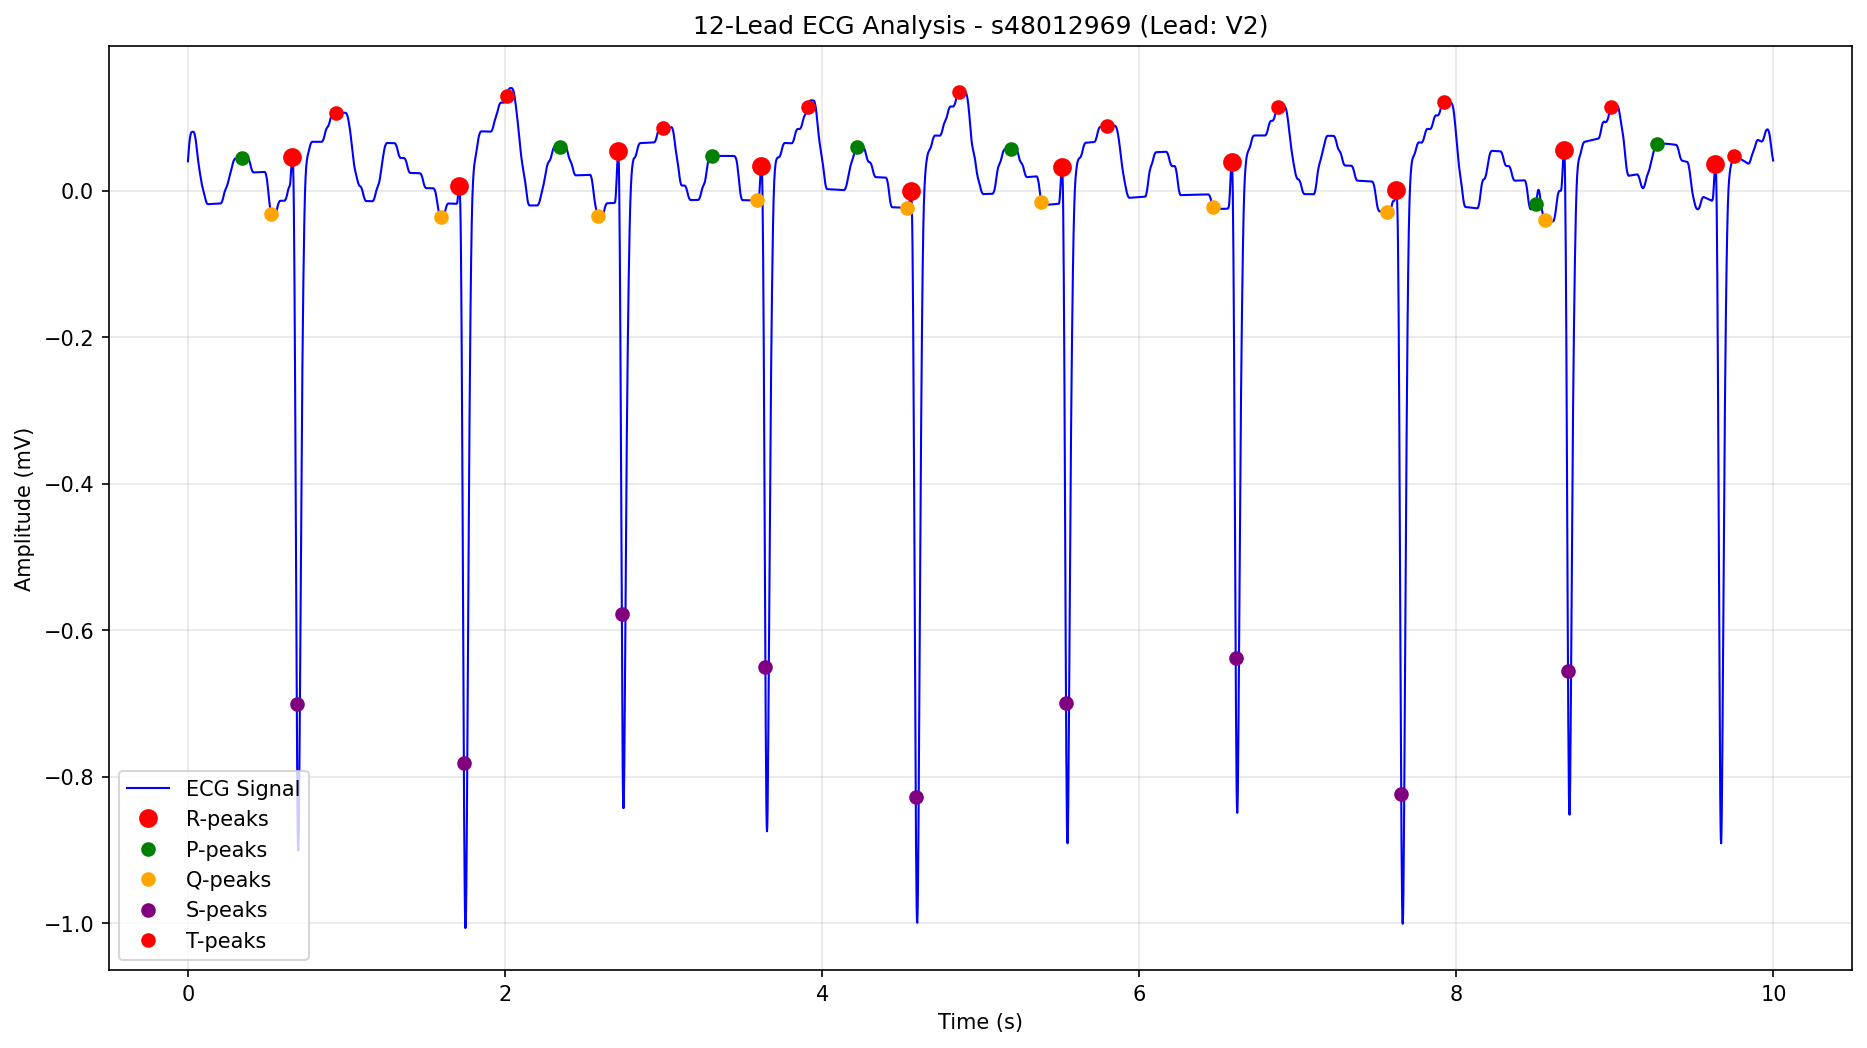 12-Lead ECG Analysis - s48012969 (Lead: V2)
Amplitude (mV)
0.0
−0.2
−0.4
−0.6
−0.8
−1.0
ECG Signal
R-peaks
P-peaks
Q-peaks
S-peaks
T-peaks
0 2 4 6 8 10
Time (s)